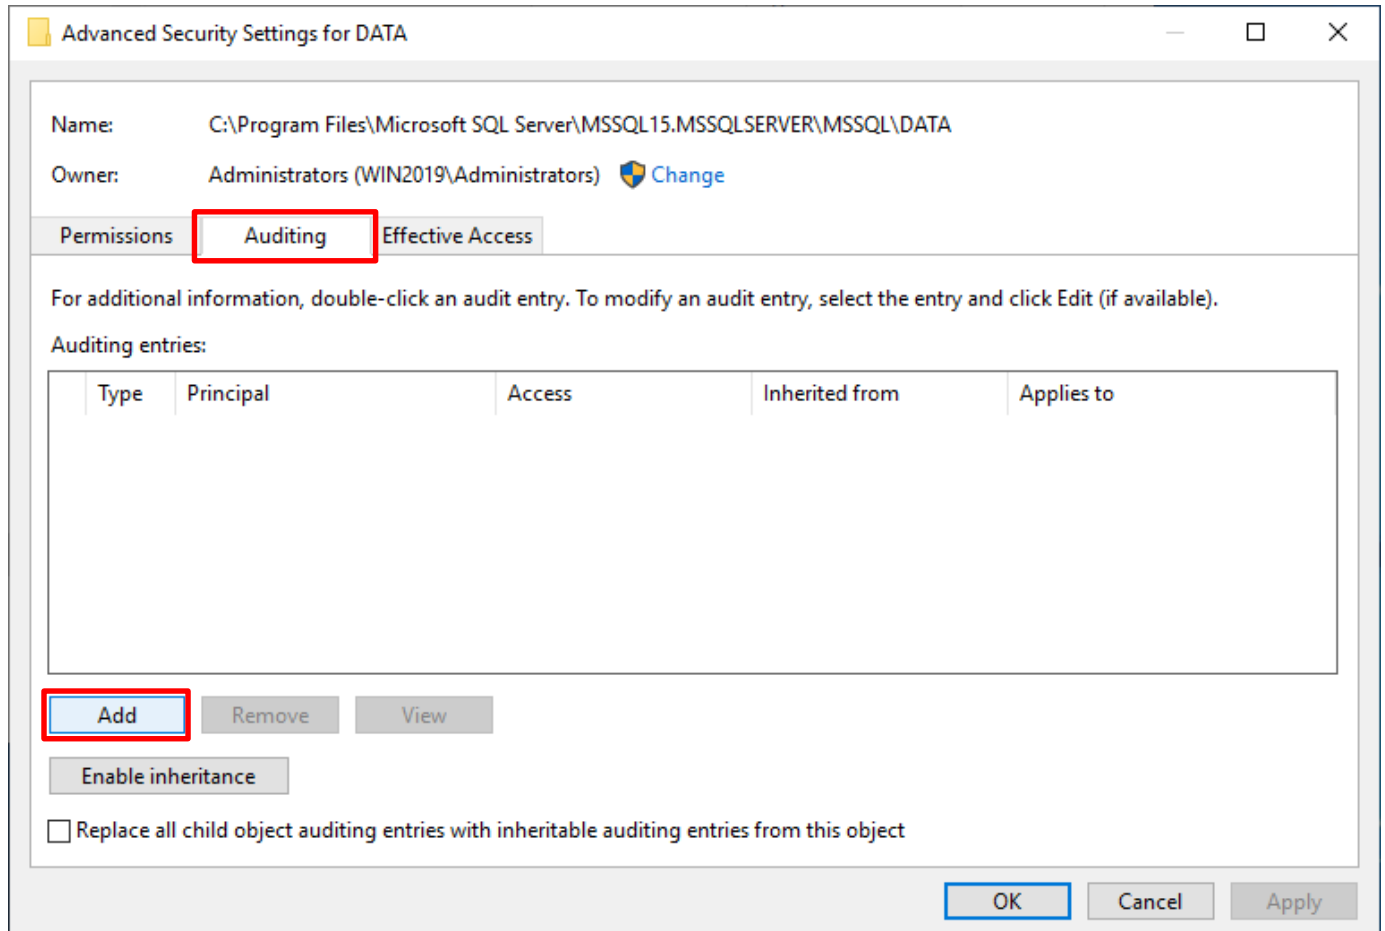 Advanced Security Settings for DATA
Name: C:\Program Files\Microsoft SQL Server\MSSQL15.MSSQLSERVER\MSSQL\DATA
Owner: Administrators (WIN2019\Administrators) Change
Permissions Auditing Effective Access
For additional information, double-click an audit entry. To modify an audit entry, select the entry and click Edit (if available).
Auditing entries:
Type Principal Access Inherited from Applies to
Add Remove View
Enable inheritance
Replace all child object auditing entries with inheritable auditing entries from this object
OK Cancel Apply